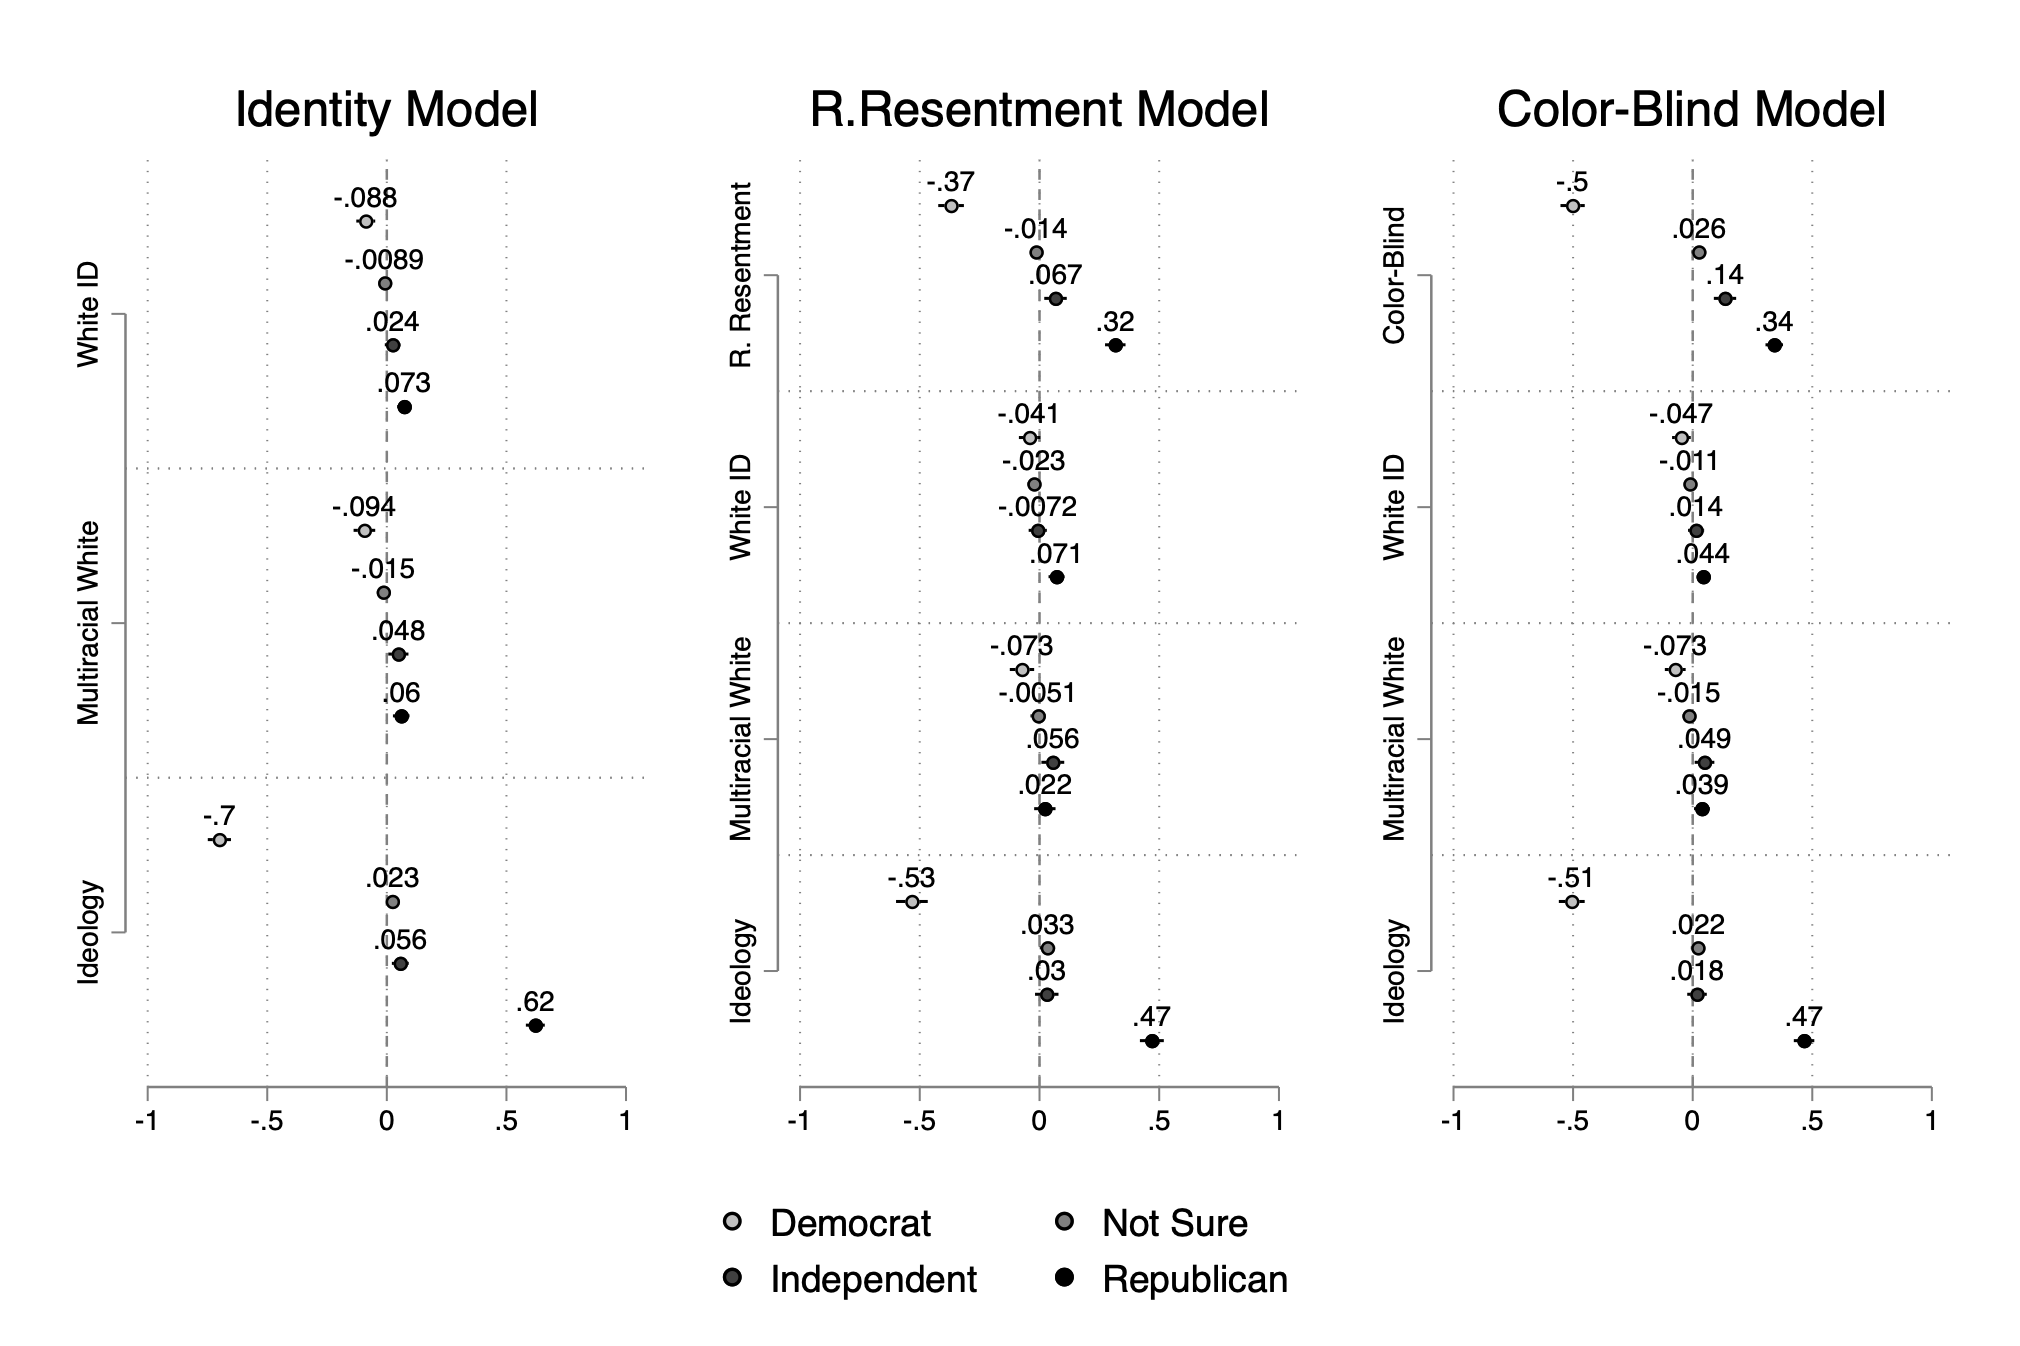 Identity Model
White ID
-.088
-.0089
.024
.073
Multiracial White
-.094
-.015
.048
.06
Ideology
-.7
.023
.056
.62
-1 -.5 0 .5 1
R.Resentment Model
R. Resentment
-.37
-.014
.067
.32
White ID
-.041
-.023
-.0072
.071
Multiracial White
-.073
-.0051
.056
.022
Ideology
-.53
.033
.03
.47
-1 -.5 0 .5 1
Color-Blind Model
Color-Blind
-.5
.026
.14
.34
White ID
-.047
-.011
.014
.044
Multiracial White
-.073
-.015
.049
.039
Ideology
-.51
.022
.018
.47
-1 -.5 0 .5 1
Democrat Not Sure
Independent Republican